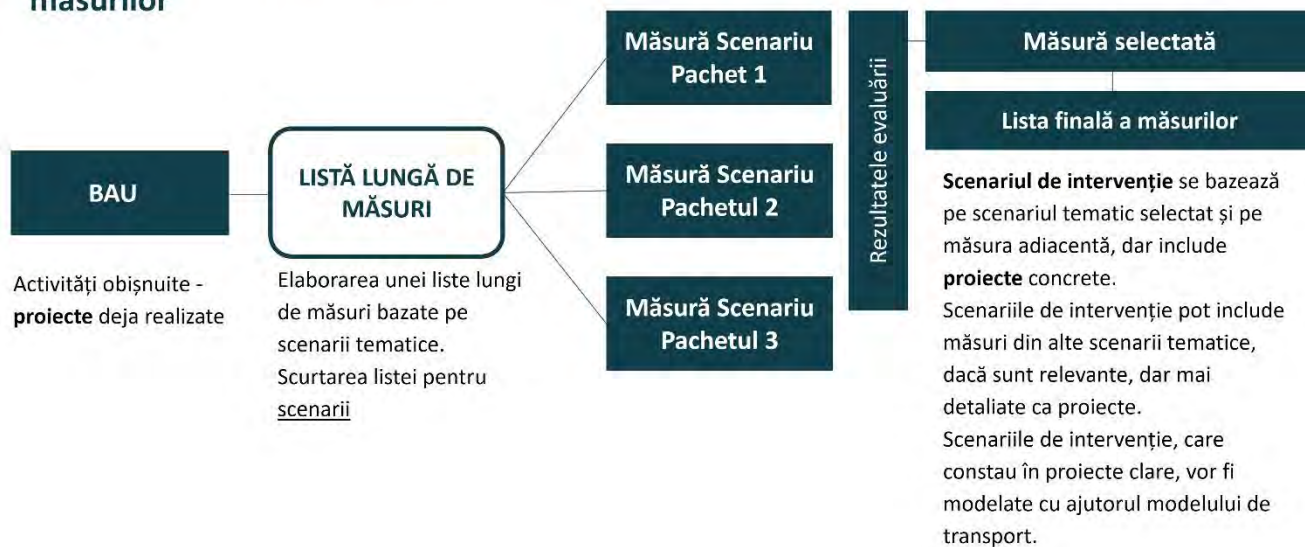 măsurilor
BAU
Activități obișnuite -
proiecte deja realizate
LISTĂ LUNGĂ DE
MĂSURI
Elaborarea unei liste lungi
de măsuri bazate pe
scenarii tematice.
Scurtarea listei pentru
scenarii
Măsură Scenariu
Pachet 1
Măsură Scenariu
Pachetul 2
Măsură Scenariu
Pachetul 3
Rezultatele evaluării
Măsură selectată
Lista finală a măsurilor
Scenariul de intervenție se bazează
pe scenariul tematic selectat și pe
măsura adiacentă, dar include
proiecte concrete.
Scenariile de intervenție pot include
măsuri din alte scenarii tematice,
dacă sunt relevante, dar mai
detaliate ca proiecte.
Scenariile de intervenție, care
constau în proiecte clare, vor fi
modelate cu ajutorul modelului de
transport.